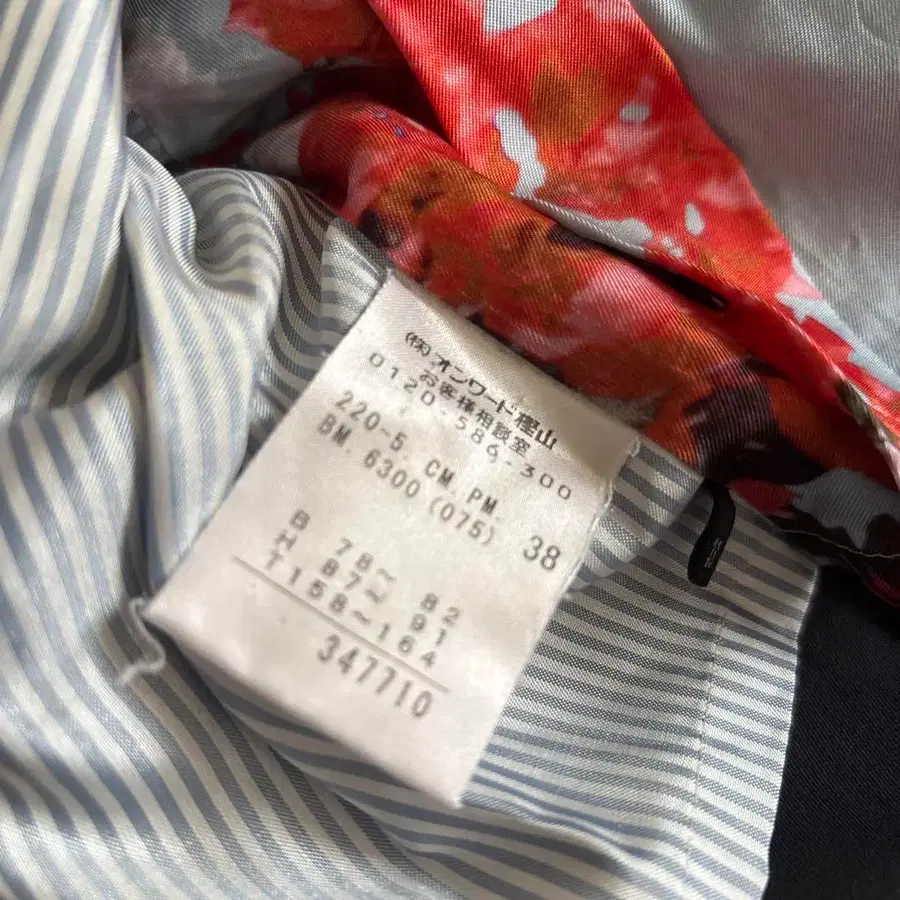 (株)オンワード樫山
お客様相談室
0120-586-300
220-5. CM. PM.
BM. 6300 (075) 38
B 78~ 82
H 87~ 91
T158~164
347710